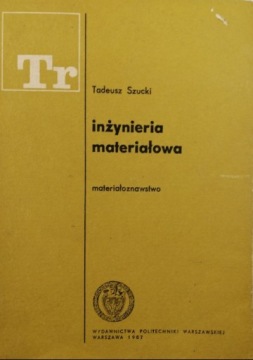 Tr
Tadeusz Szucki
inżynieria
materiałowa
materiałoznawstwo
WYDAWNICTWA POLITECHNIKI WARSZAWSKIEJ
WARSZAWA 1982